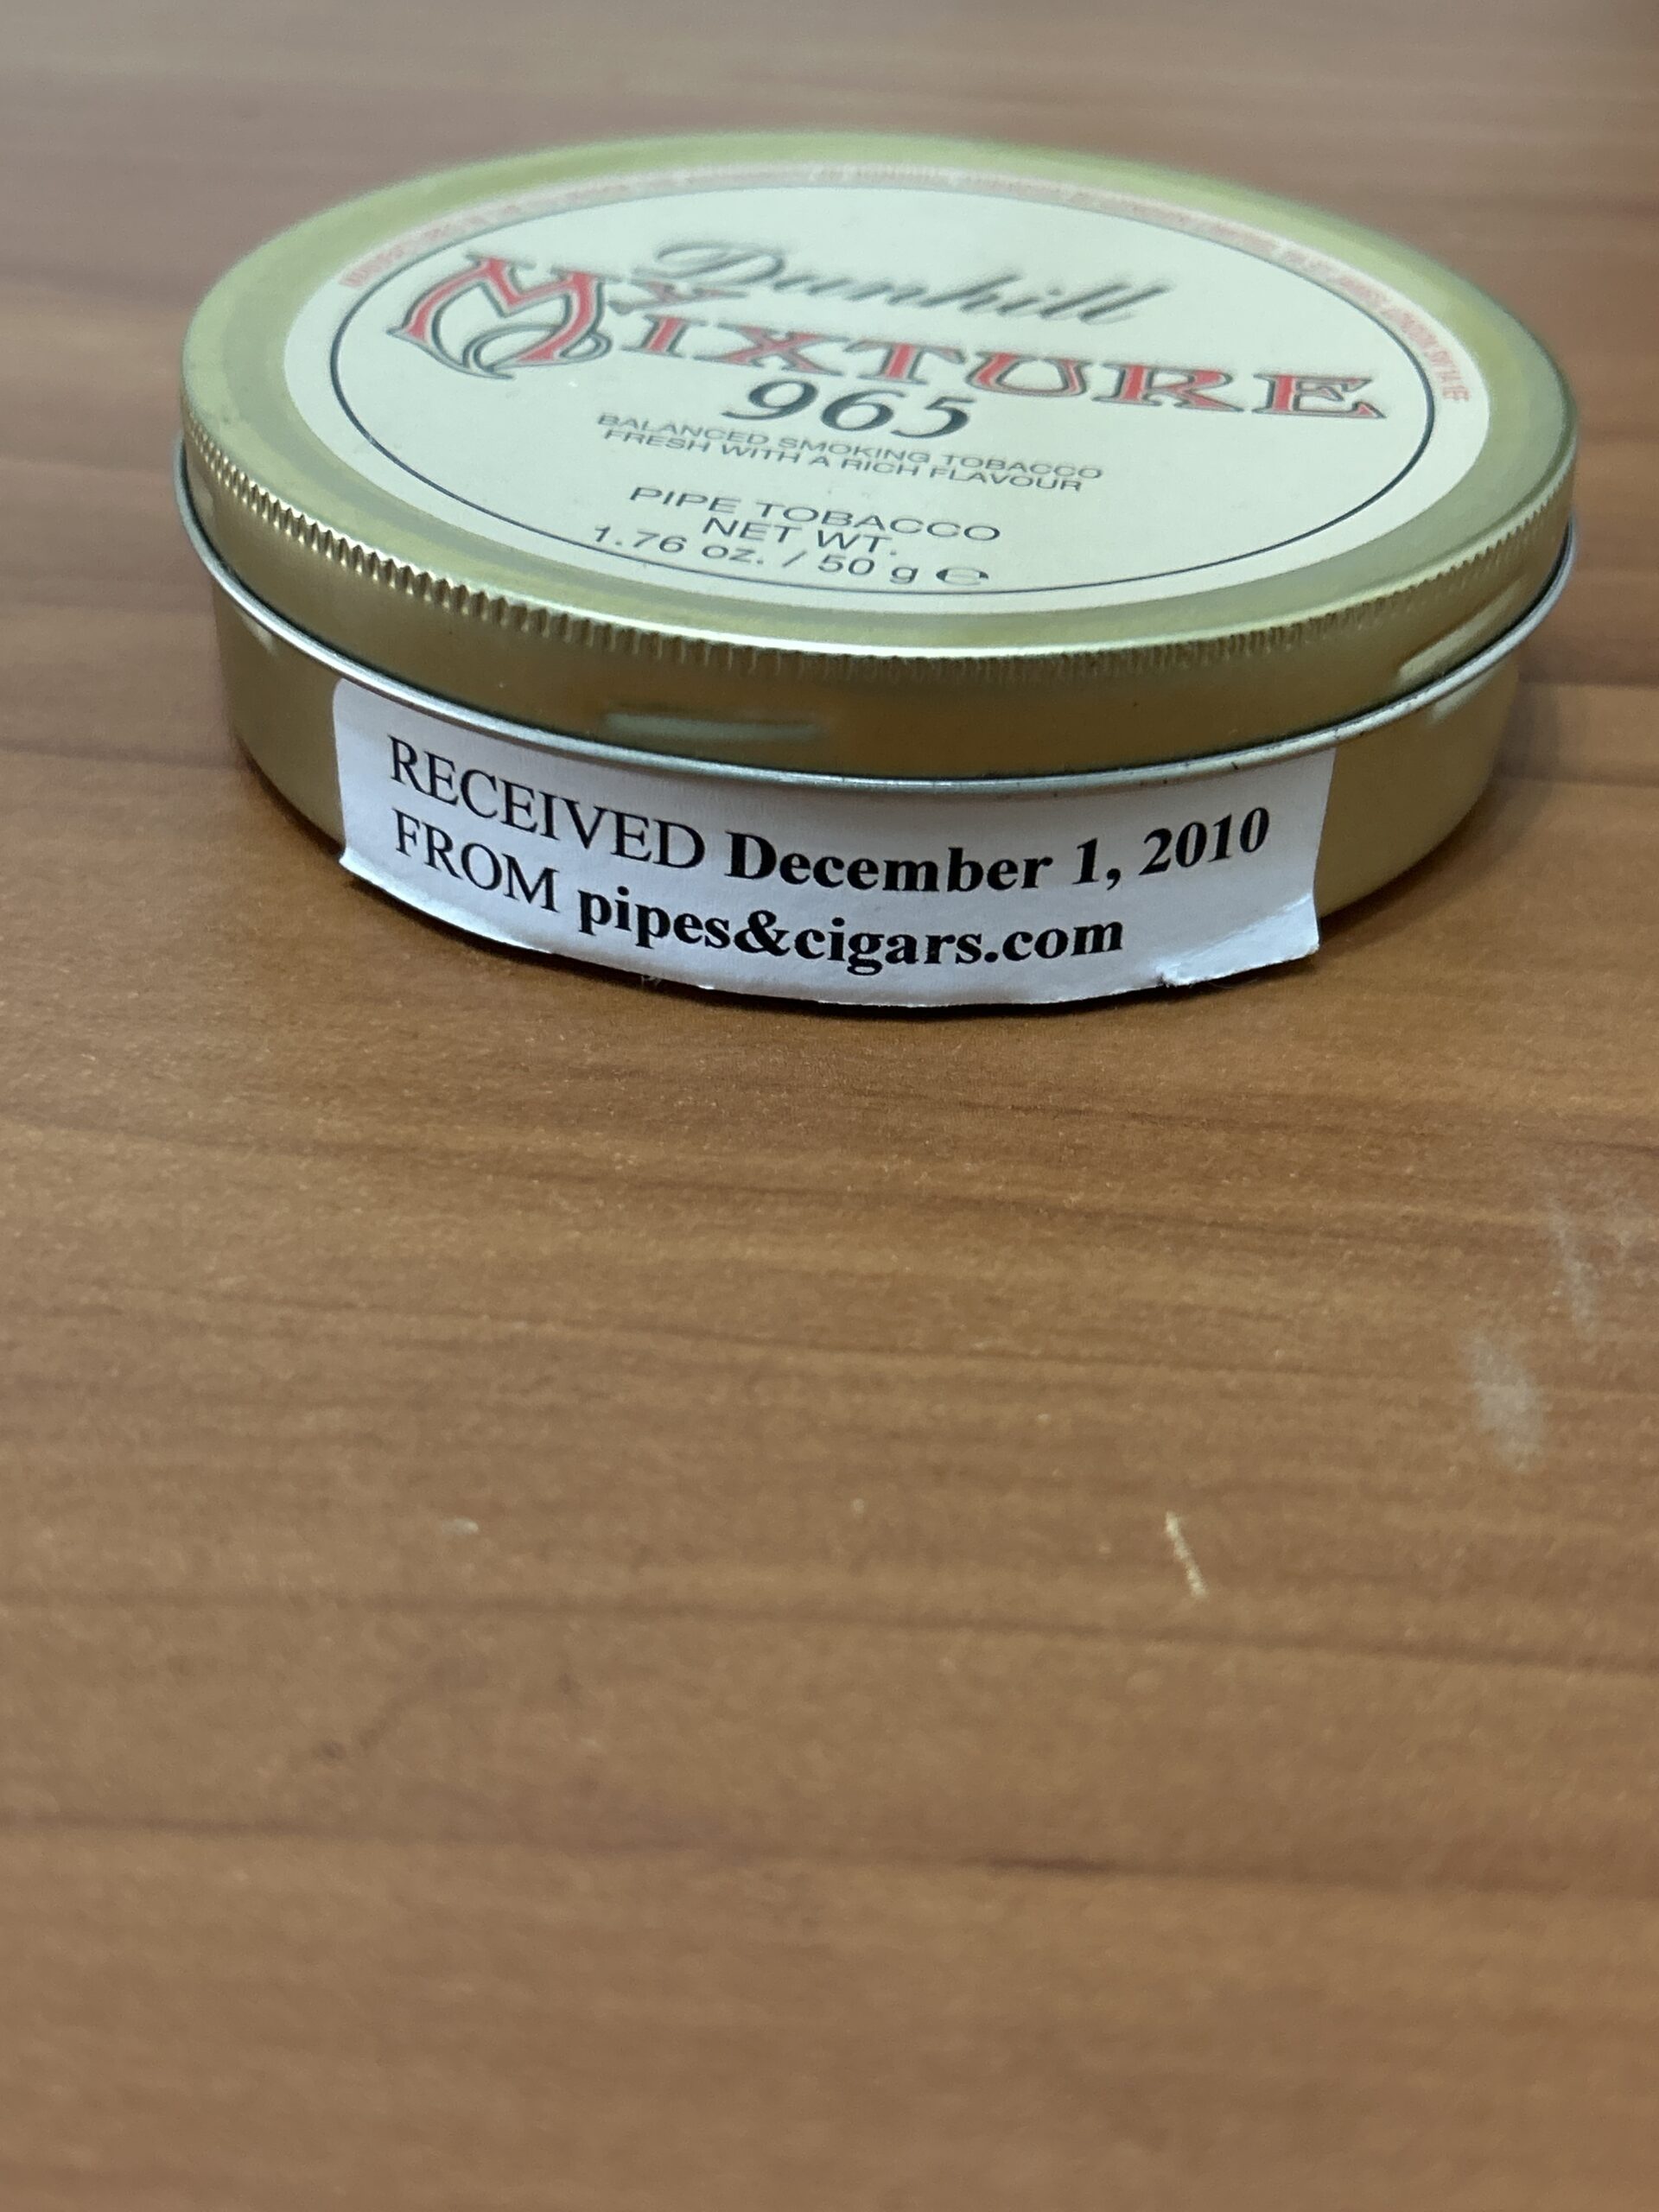 Dunhill
My
MIXTURE
965
BALANCED SMOKING TOBACCO
FRESH WITH A RICH FLAVOUR
PIPE TOBACCO
NET WT.
1.76 oz. / 50 g ℮
RECEIVED December 1, 2010
FROM pipes&cigars.com